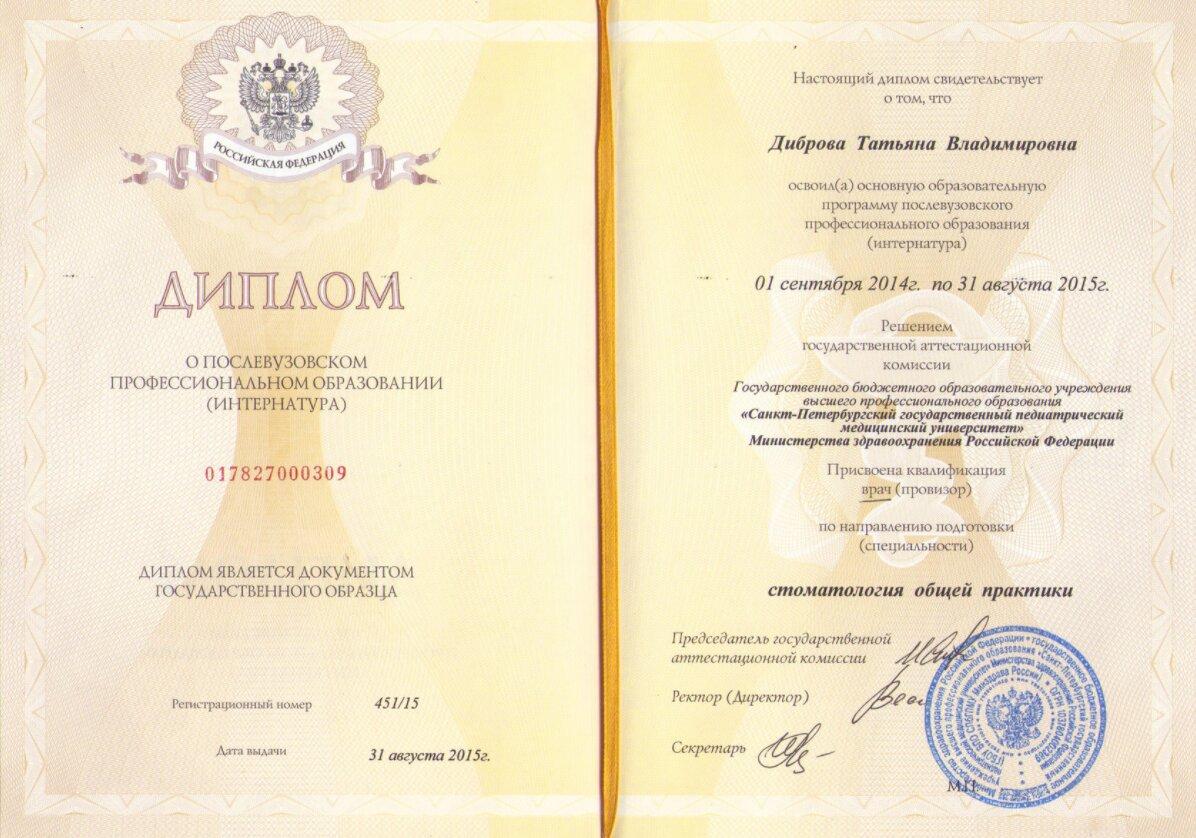 РОССИЙСКАЯ ФЕДЕРАЦИЯ
ДИПЛОМ
О ПОСЛЕВУЗОВСКОМ
ПРОФЕССИОНАЛЬНОМ ОБРАЗОВАНИИ
(ИНТЕРНАТУРА)
017827000309
ДИПЛОМ ЯВЛЯЕТСЯ ДОКУМЕНТОМ
ГОСУДАРСТВЕННОГО ОБРАЗЦА
Регистрационный номер 451/15
Дата выдачи 31 августа 2015г.
Настоящий диплом свидетельствует
о том, что
Диброва Татьяна Владимировна
освоил(а) основную образовательную
программу послевузовского
профессионального образования
(интернатура)
01 сентября 2014г. по 31 августа 2015г.
Решением
государственной аттестационной
комиссии
Государственного бюджетного образовательного учреждения
высшего профессионального образования
«Санкт-Петербургский государственный педиатрический
медицинский университет»
Министерства здравоохранения Российской Федерации
Присвоена квалификация
врач (провизор)
по направлению подготовки
(специальности)
стоматология общей практики
Председатель государственной
аттестационной комиссии
Ректор (Директор)
Секретарь
М.П.